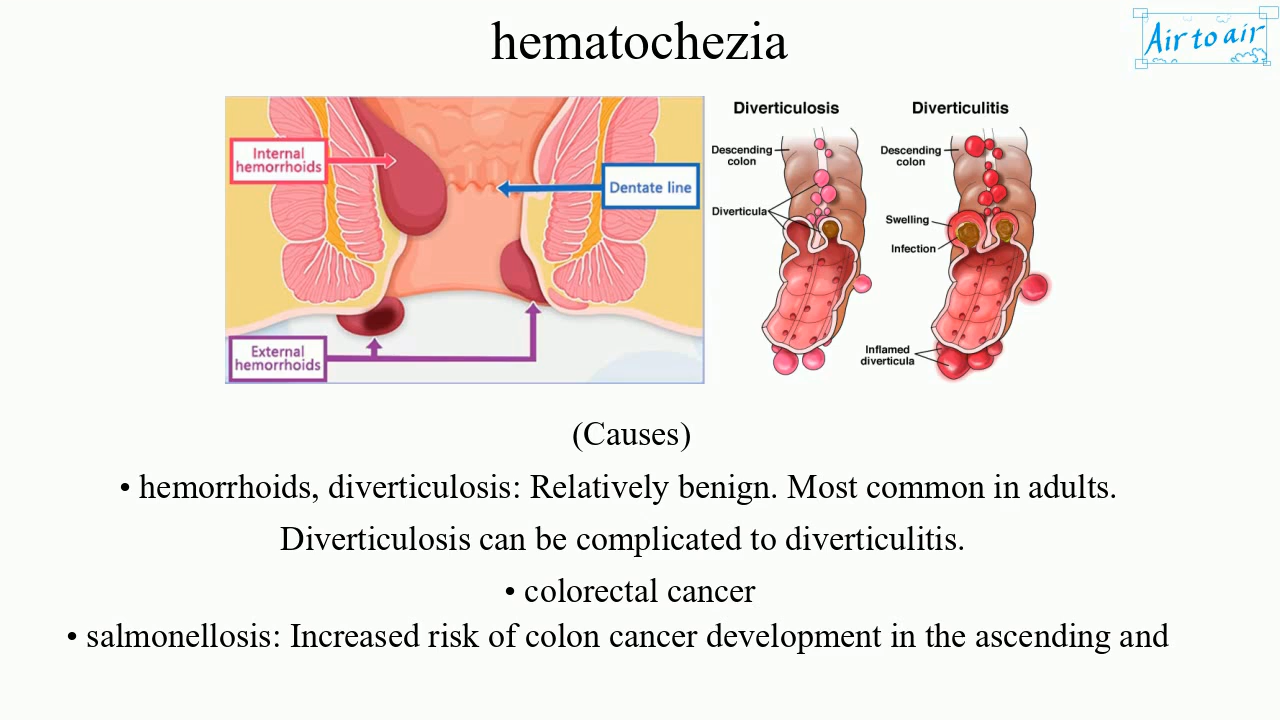 hematochezia
Air to air
Internal
hemorrhoids
Dentate line
External
hemorrhoids
Diverticulosis
Descending
colon
Diverticula
Diverticulitis
Descending
colon
Swelling
Infection
Inflamed
diverticula
(Causes)
• hemorrhoids, diverticulosis: Relatively benign. Most common in adults.
Diverticulosis can be complicated to diverticulitis.
• colorectal cancer
• salmonellosis: Increased risk of colon cancer development in the ascending and